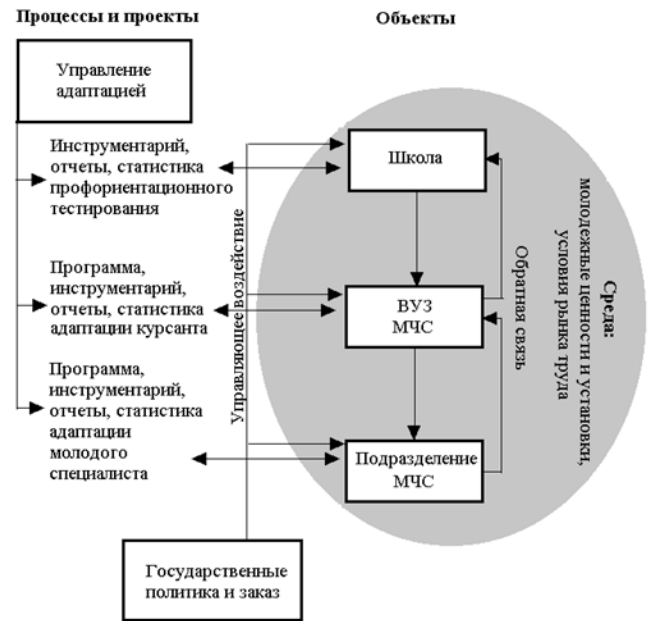 Процессы и проекты
Объекты
Управление
адаптацией
Инструментарий,
отчеты, статистика
профориентационного
тестирования
Программа,
инструментарий,
отчеты, статистика
адаптации курсанта
Программа,
инструментарий,
отчеты, статистика
адаптации
молодого
специалиста
Управляющее воздействие
Школа
ВУЗ
МЧС
Подразделение
МЧС
Обратная связь
Среда:
молодежные ценности и установки,
условия рынка труда
Государственные
политика и заказ